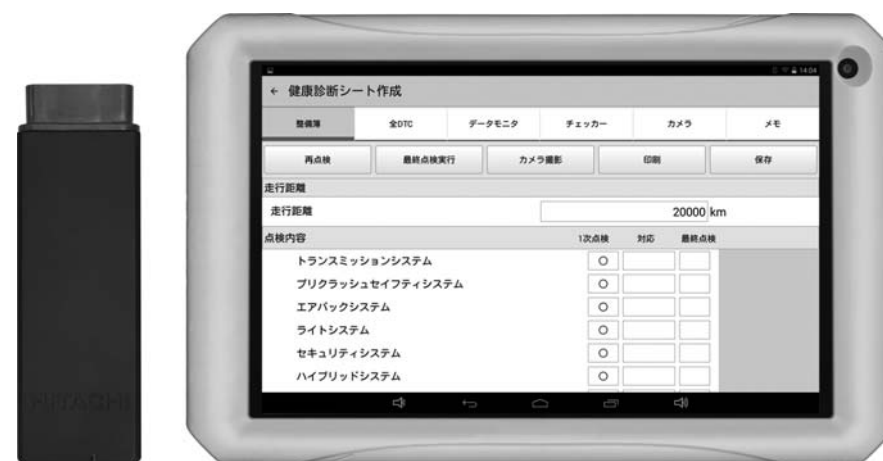 14:04
← 健康診断シート作成
整備簿 全DTC データモニタ チェッカー カメラ メモ
再点検 最終点検実行 カメラ撮影 印刷 保存
走行距離
走行距離 20000 km
点検内容 1次点検 対応 最終点検
トランスミッションシステム
プリクラッシュセイフティシステム
エアバックシステム
ライトシステム
セキュリティシステム
ハイブリッドシステム
HITACHI